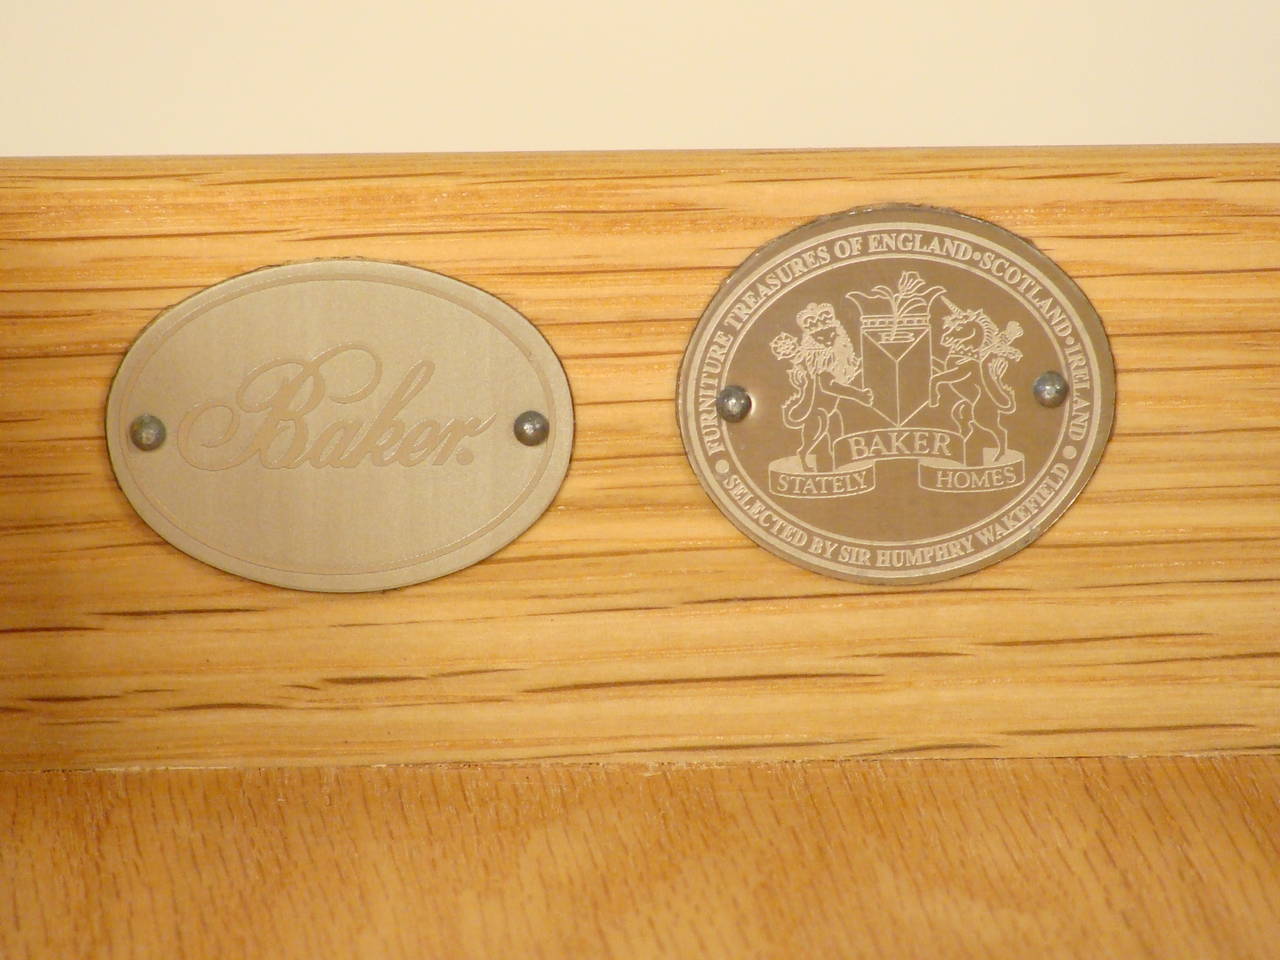 Baker®
FURNITURE TREASURES OF ENGLAND•SCOTLAND•IRELAND
BAKER
STATELY HOMES
• SELECTED BY SIR HUMPHRY WAKEFIELD •